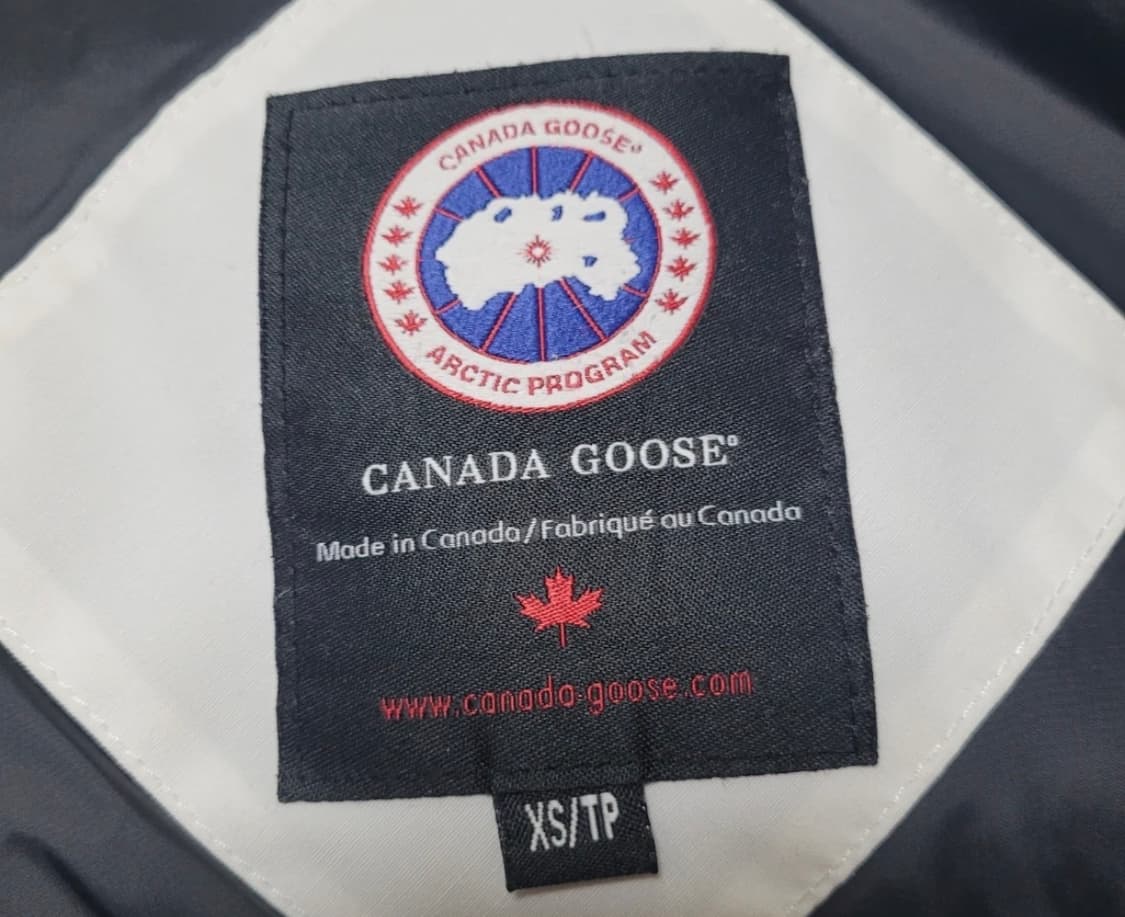 CANADA GOOSE®
ARCTIC PROGRAM
CANADA GOOSE®
Made in Canada/Fabriqué au Canada
www.canada-goose.com
XS/TP